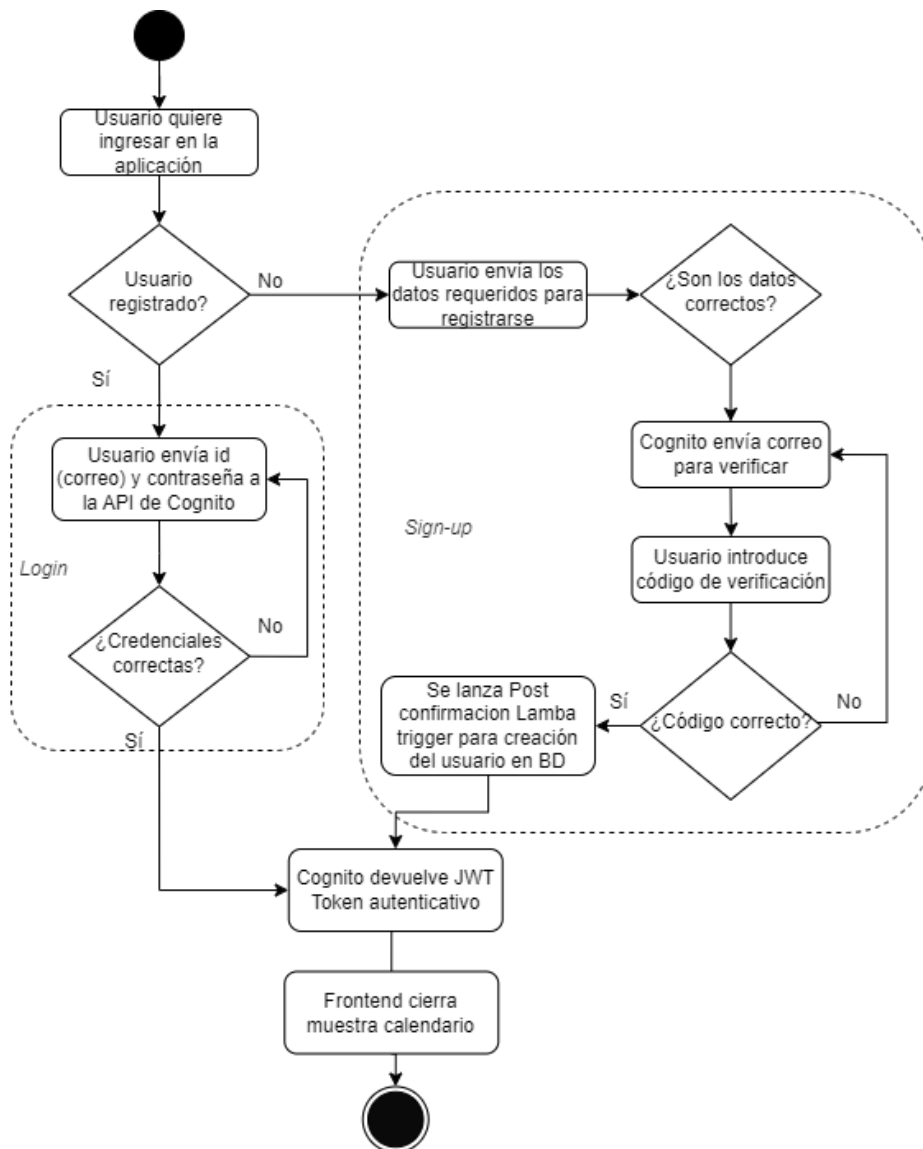 Usuario quiere
ingresar en la
aplicación
Usuario
registrado?
No
Usuario envía los
datos requeridos para
registrarse
¿Son los datos
correctos?
Sí
Usuario envía id
(correo) y contraseña a
la API de Cognito
Cognito envía correo
para verificar
Sign-up
Usuario introduce
código de verificación
Login
¿Credenciales
correctas?
No
Se lanza Post
confirmacion Lamba
trigger para creación
del usuario en BD
Sí
¿Código correcto?
No
Sí
Cognito devuelve JWT
Token autenticativo
Frontend cierra
muestra calendario